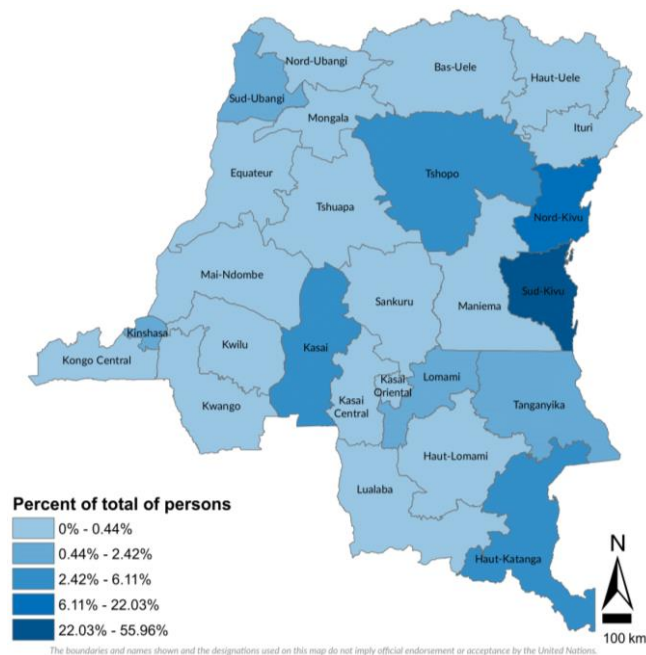 Nord-Ubangi
Bas-Uele
Haut-Uele
Sud-Ubangi
Mongala
Ituri
Equateur
Tshopo
Tshuapa
Nord-Kivu
Mai-Ndombe
Sankuru
Maniema
Sud-Kivu
Kinshasa
Kongo Central
Kwilu
Kasai
Kwango
Kasai
Central
Kasai
Oriental
Lomami
Tanganyika
Haut-Lomami
Lualaba
Haut-Katanga
Percent of total of persons
0% - 0.44%
0.44% - 2.42%
2.42% - 6.11%
6.11% - 22.03%
22.03% - 55.96%
N
100 km
The boundaries and names shown and the designations used on this map do not imply official endorsement or acceptance by the United Nations.